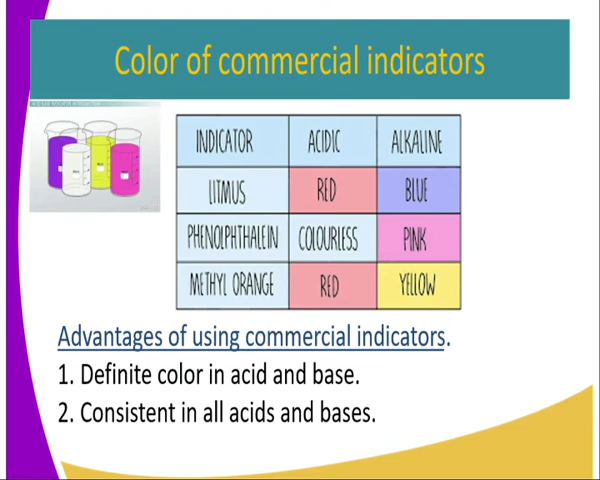 Color of commercial indicators
INDICATOR ACIDIC ALKALINE
LITMUS RED BLUE
PHENOLPHTHALEIN COLOURLESS PINK
METHYL ORANGE RED YELLOW
Advantages of using commercial indicators.
1. Definite color in acid and base.
2. Consistent in all acids and bases.